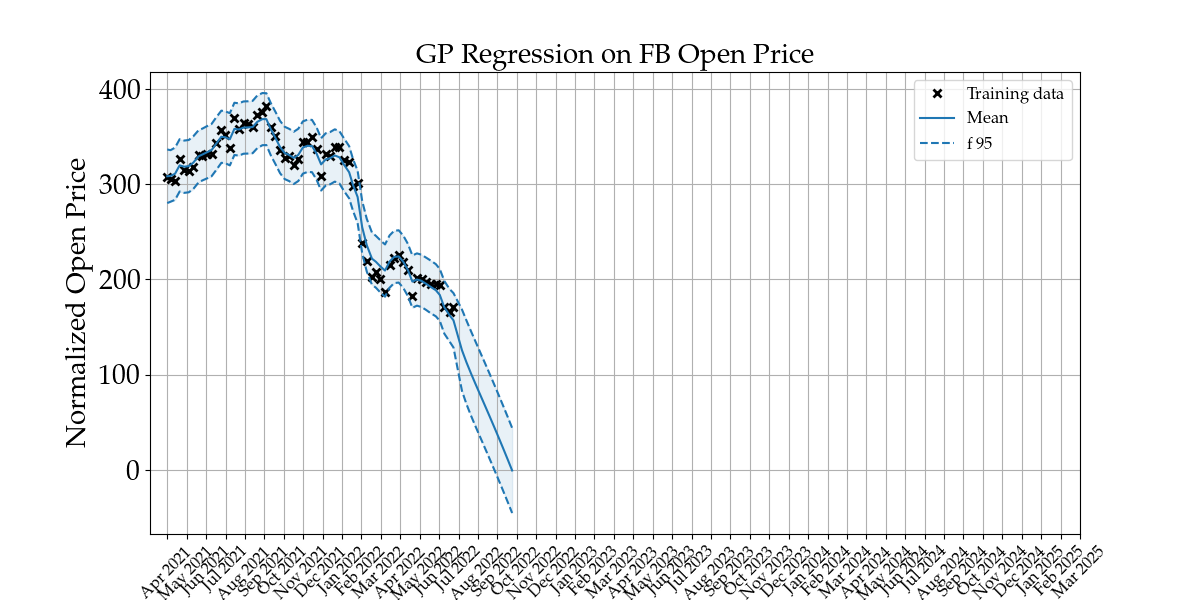 GP Regression on FB Open Price
Normalized Open Price
400
300
200
100
0
Training data
Mean
f 95
Apr 2021
May 2021
Jun 2021
Jul 2021
Aug 2021
Sep 2021
Oct 2021
Nov 2021
Dec 2021
Jan 2022
Feb 2022
Mar 2022
Apr 2022
May 2022
Jun 2022
Jul 2022
Aug 2022
Sep 2022
Oct 2022
Nov 2022
Dec 2022
Jan 2023
Feb 2023
Mar 2023
Apr 2023
May 2023
Jun 2023
Jul 2023
Aug 2023
Sep 2023
Oct 2023
Nov 2023
Dec 2023
Jan 2024
Feb 2024
Mar 2024
Apr 2024
May 2024
Jun 2024
Jul 2024
Aug 2024
Sep 2024
Oct 2024
Nov 2024
Dec 2024
Jan 2025
Feb 2025
Mar 2025